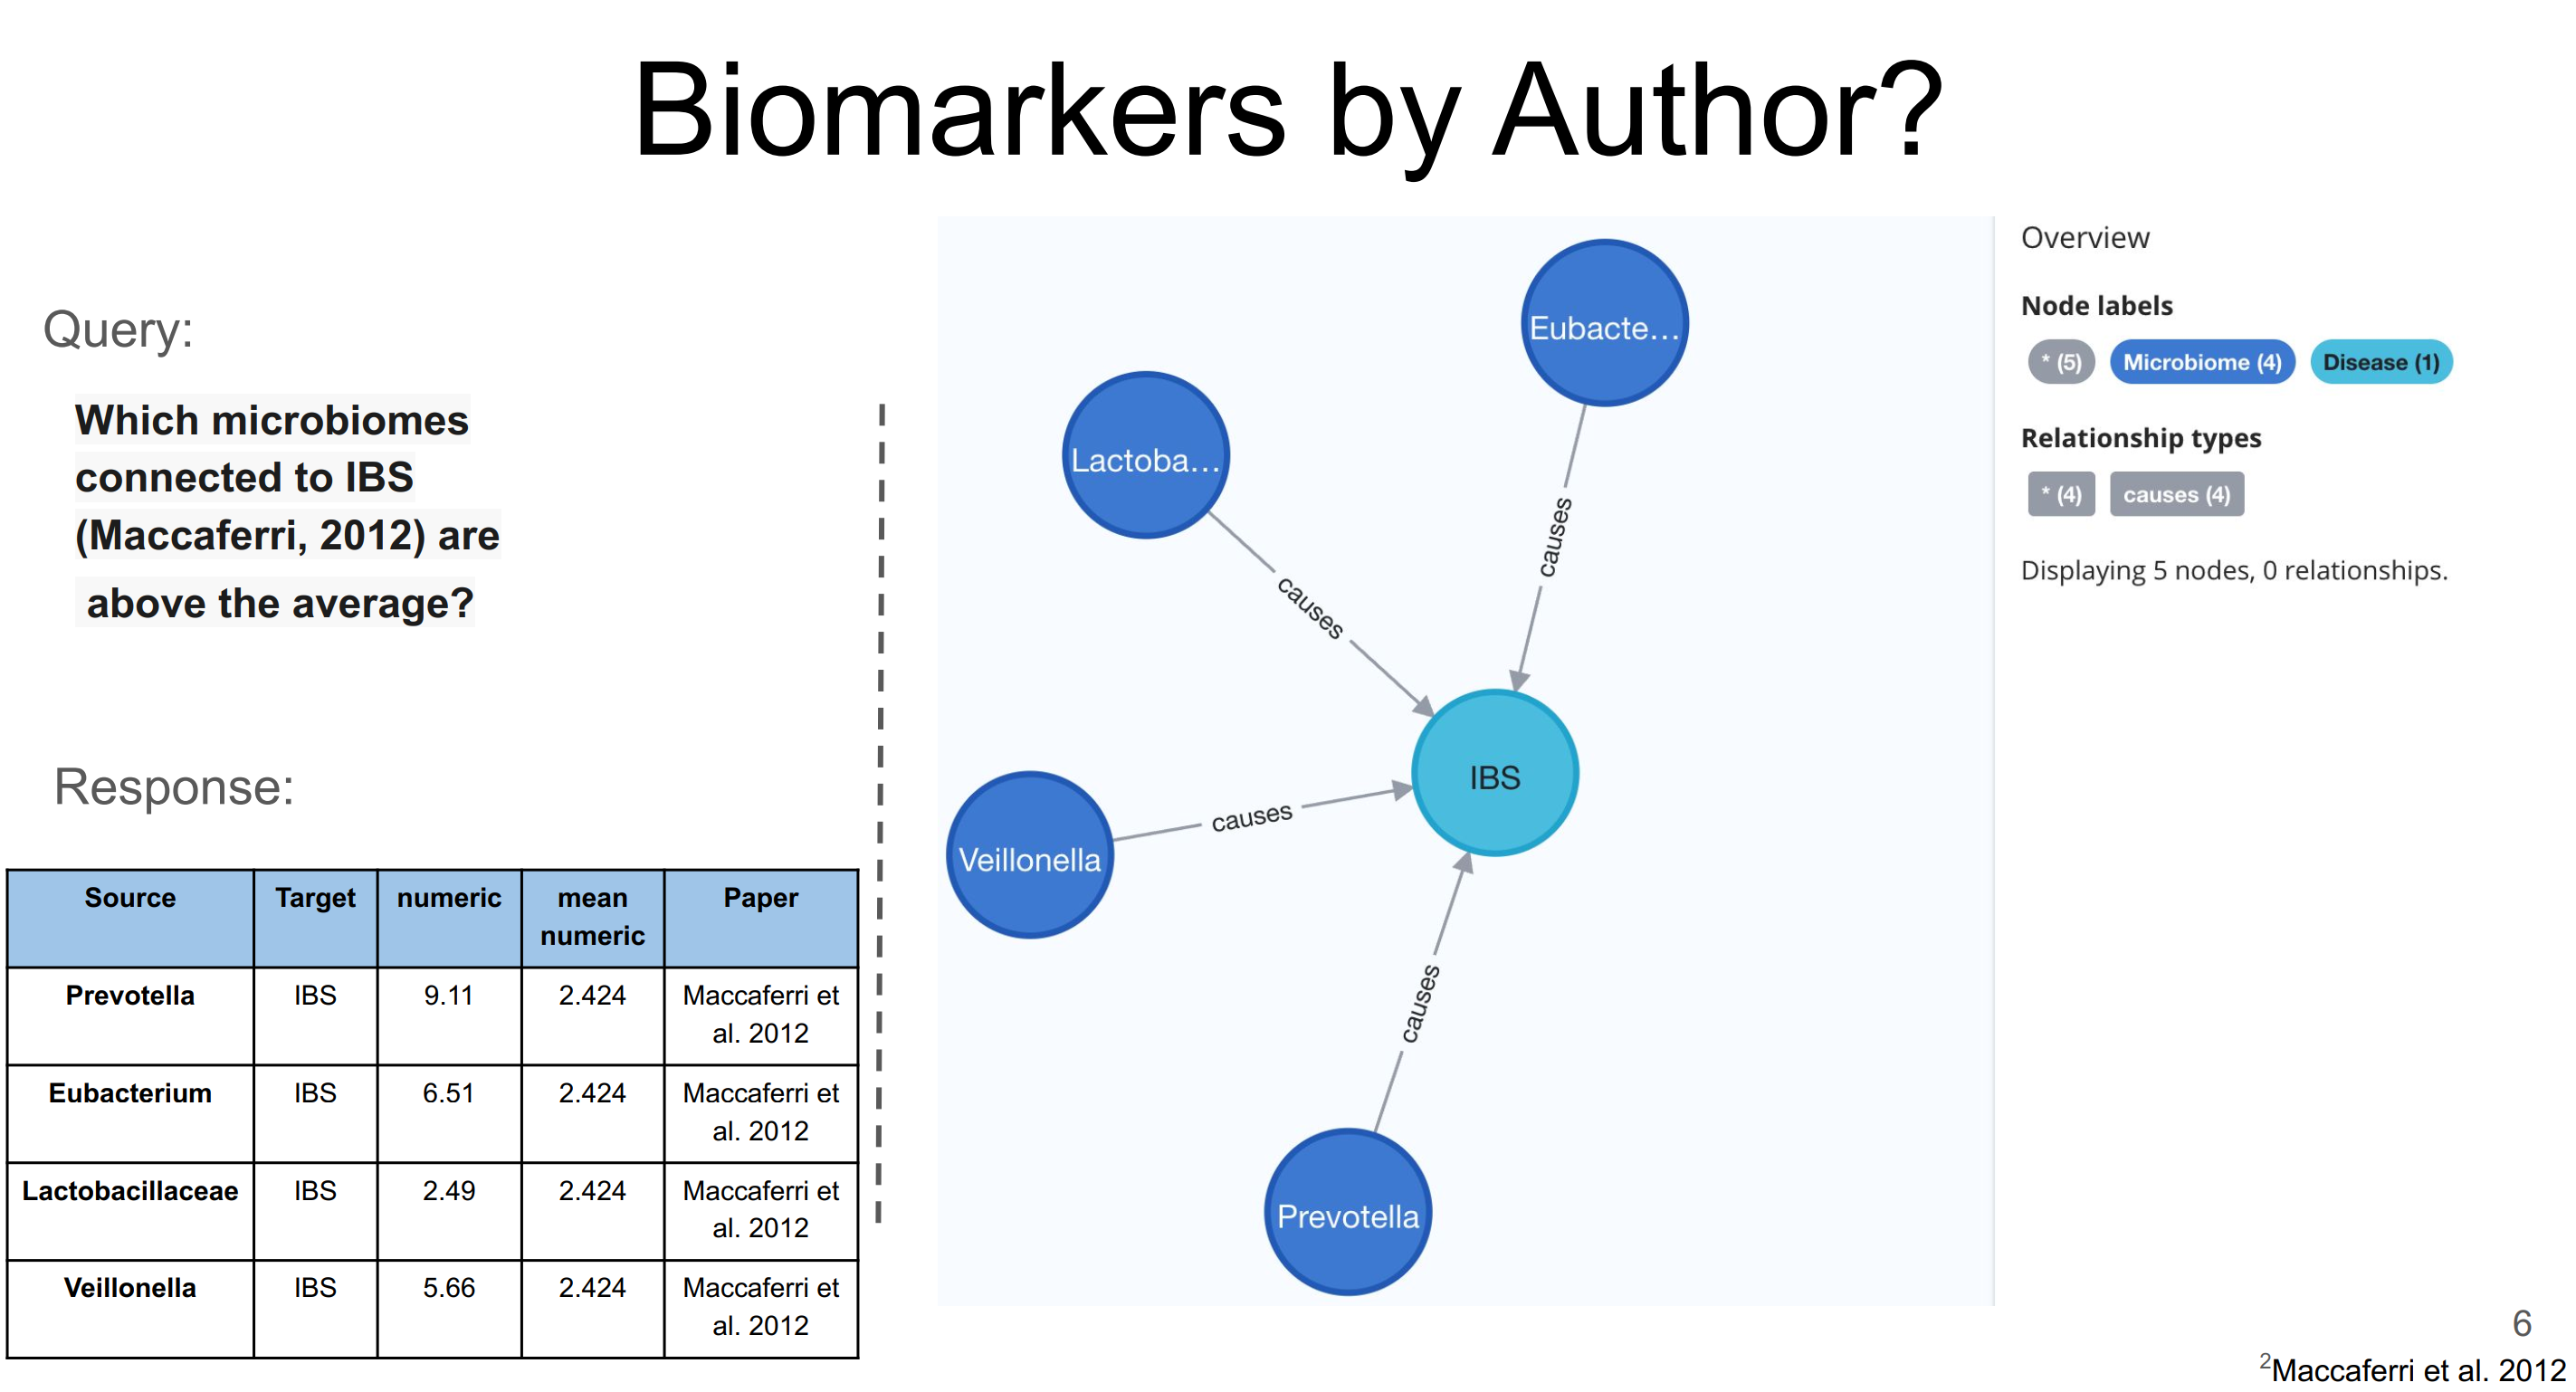 Biomarkers by Author?
Query:
Which microbiomes
connected to IBS
(Maccaferri, 2012) are
above the average?
Response:
Source Target numeric mean numeric Paper
Prevotella IBS 9.11 2.424 Maccaferri et al. 2012
Eubacterium IBS 6.51 2.424 Maccaferri et al. 2012
Lactobacillaceae IBS 2.49 2.424 Maccaferri et al. 2012
Veillonella IBS 5.66 2.424 Maccaferri et al. 2012
Eubacte...
Lactoba...
causes
causes
IBS
Veillonella
causes
causes
Prevotella
Overview
Node labels
* (5) Microbiome (4) Disease (1)
Relationship types
* (4) causes (4)
Displaying 5 nodes, 0 relationships.
6
2Maccaferri et al. 2012